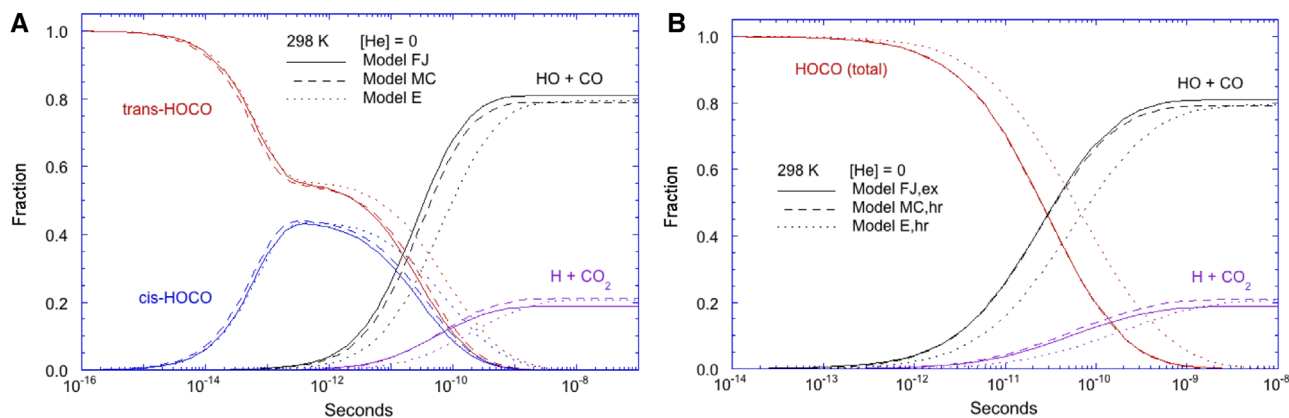 A
298 K [He] = 0
Model FJ
Model MC
Model E
trans-HOCO
cis-HOCO
HO + CO
H + CO2
Fraction
1.0
0.8
0.6
0.4
0.2
0.0
10-16
10-14
10-12
10-10
10-8
Seconds
B
HOCO (total)
HO + CO
298 K [He] = 0
Model FJ,ex
Model MC,hr
Model E,hr
H + CO2
Fraction
1.0
0.8
0.6
0.4
0.2
0.0
10-14
10-13
10-12
10-11
10-10
10-9
10-8
Seconds